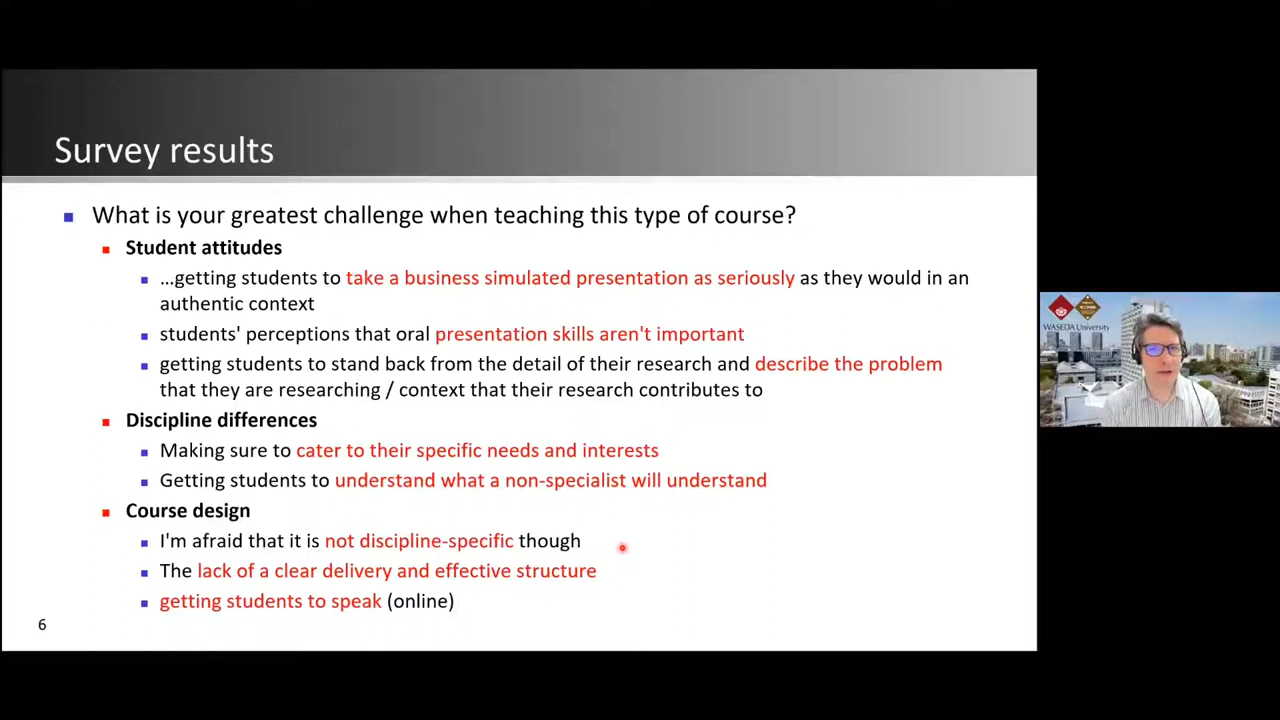 Survey results
What is your greatest challenge when teaching this type of course?
Student attitudes
...getting students to take a business simulated presentation as seriously as they would in an
authentic context
students' perceptions that oral presentation skills aren't important
getting students to stand back from the detail of their research and describe the problem
that they are researching / context that their research contributes to
Discipline differences
Making sure to cater to their specific needs and interests
Getting students to understand what a non-specialist will understand
Course design
I'm afraid that it is not discipline-specific though
The lack of a clear delivery and effective structure
getting students to speak (online)
6
WASEDA University